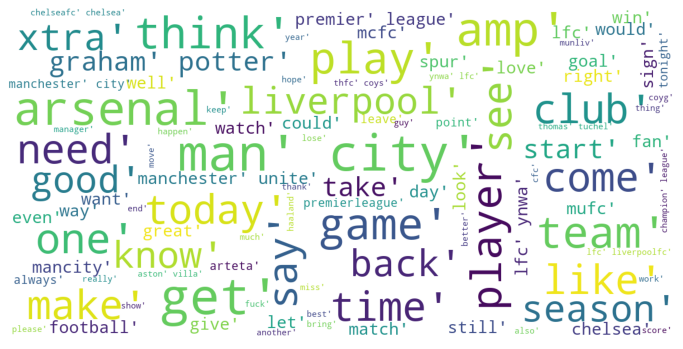 chelseafc' chelsea'
xtra'
think'
premier' league'
mcfc'
year'
amp'
lfc'
win'
would'
graham' potter'
play'
spur'
love'
goal'
right'
sign'
tonight'
munliv'
manchester' city'
well'
hope'
thfc' coys'
ynwa' lfc'
see'
arsenal'
liverpool'
club'
coyg'
thing'
keep'
watch'
could'
leave'
guy'
point'
thomas' tuchel'
manager'
happen'
lose'
start'
fan'
need'
man' city'
player'
move'
good'
manchester' unite'
take'
day'
look'
ynwa'
come'
cfc'
champion' league'
want'
thank'
end'
today'
haaland'
premierleague'
lfc'
mufc'
even'
way'
great'
much'
say'
game'
better'
team'
one'
know'
back'
lfc' liverpoolfc'
mancity'
arteta'
aston' villa'
always'
really'
fuck'
miss'
like'
work'
make'
show'
get'
time'
season'
best'
bring'
please'
football'
give'
let'
another'
match'
still'
also'
chelsea'
score'